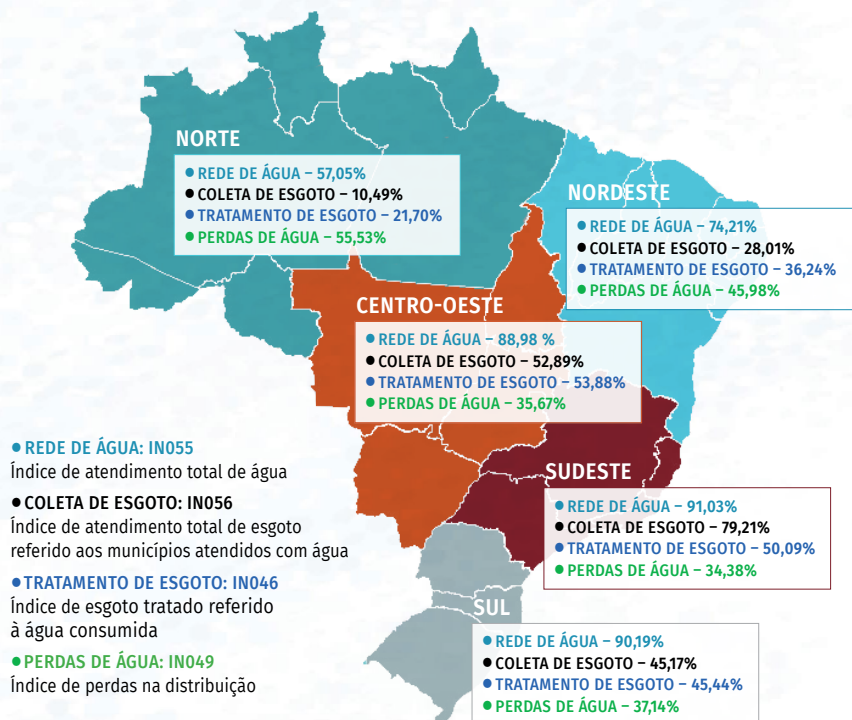 NORTE
● REDE DE ÁGUA – 57,05%
● COLETA DE ESGOTO – 10,49%
● TRATAMENTO DE ESGOTO – 21,70%
● PERDAS DE ÁGUA – 55,53%
NORDESTE
● REDE DE ÁGUA – 74,21%
● COLETA DE ESGOTO – 28,01%
● TRATAMENTO DE ESGOTO – 36,24%
● PERDAS DE ÁGUA – 45,98%
CENTRO-OESTE
● REDE DE ÁGUA – 88,98 %
● COLETA DE ESGOTO – 52,89%
● TRATAMENTO DE ESGOTO – 53,88%
● PERDAS DE ÁGUA – 35,67%
● REDE DE ÁGUA: IN055
Índice de atendimento total de água
● COLETA DE ESGOTO: IN056
Índice de atendimento total de esgoto
referido aos municípios atendidos com água
● TRATAMENTO DE ESGOTO: IN046
Índice de esgoto tratado referido
à água consumida
● PERDAS DE ÁGUA: IN049
Índice de perdas na distribuição
SUDESTE
● REDE DE ÁGUA – 91,03%
● COLETA DE ESGOTO – 79,21%
● TRATAMENTO DE ESGOTO – 50,09%
● PERDAS DE ÁGUA – 34,38%
SUL
● REDE DE ÁGUA – 90,19%
● COLETA DE ESGOTO – 45,17%
● TRATAMENTO DE ESGOTO – 45,44%
● PERDAS DE ÁGUA – 37,14%